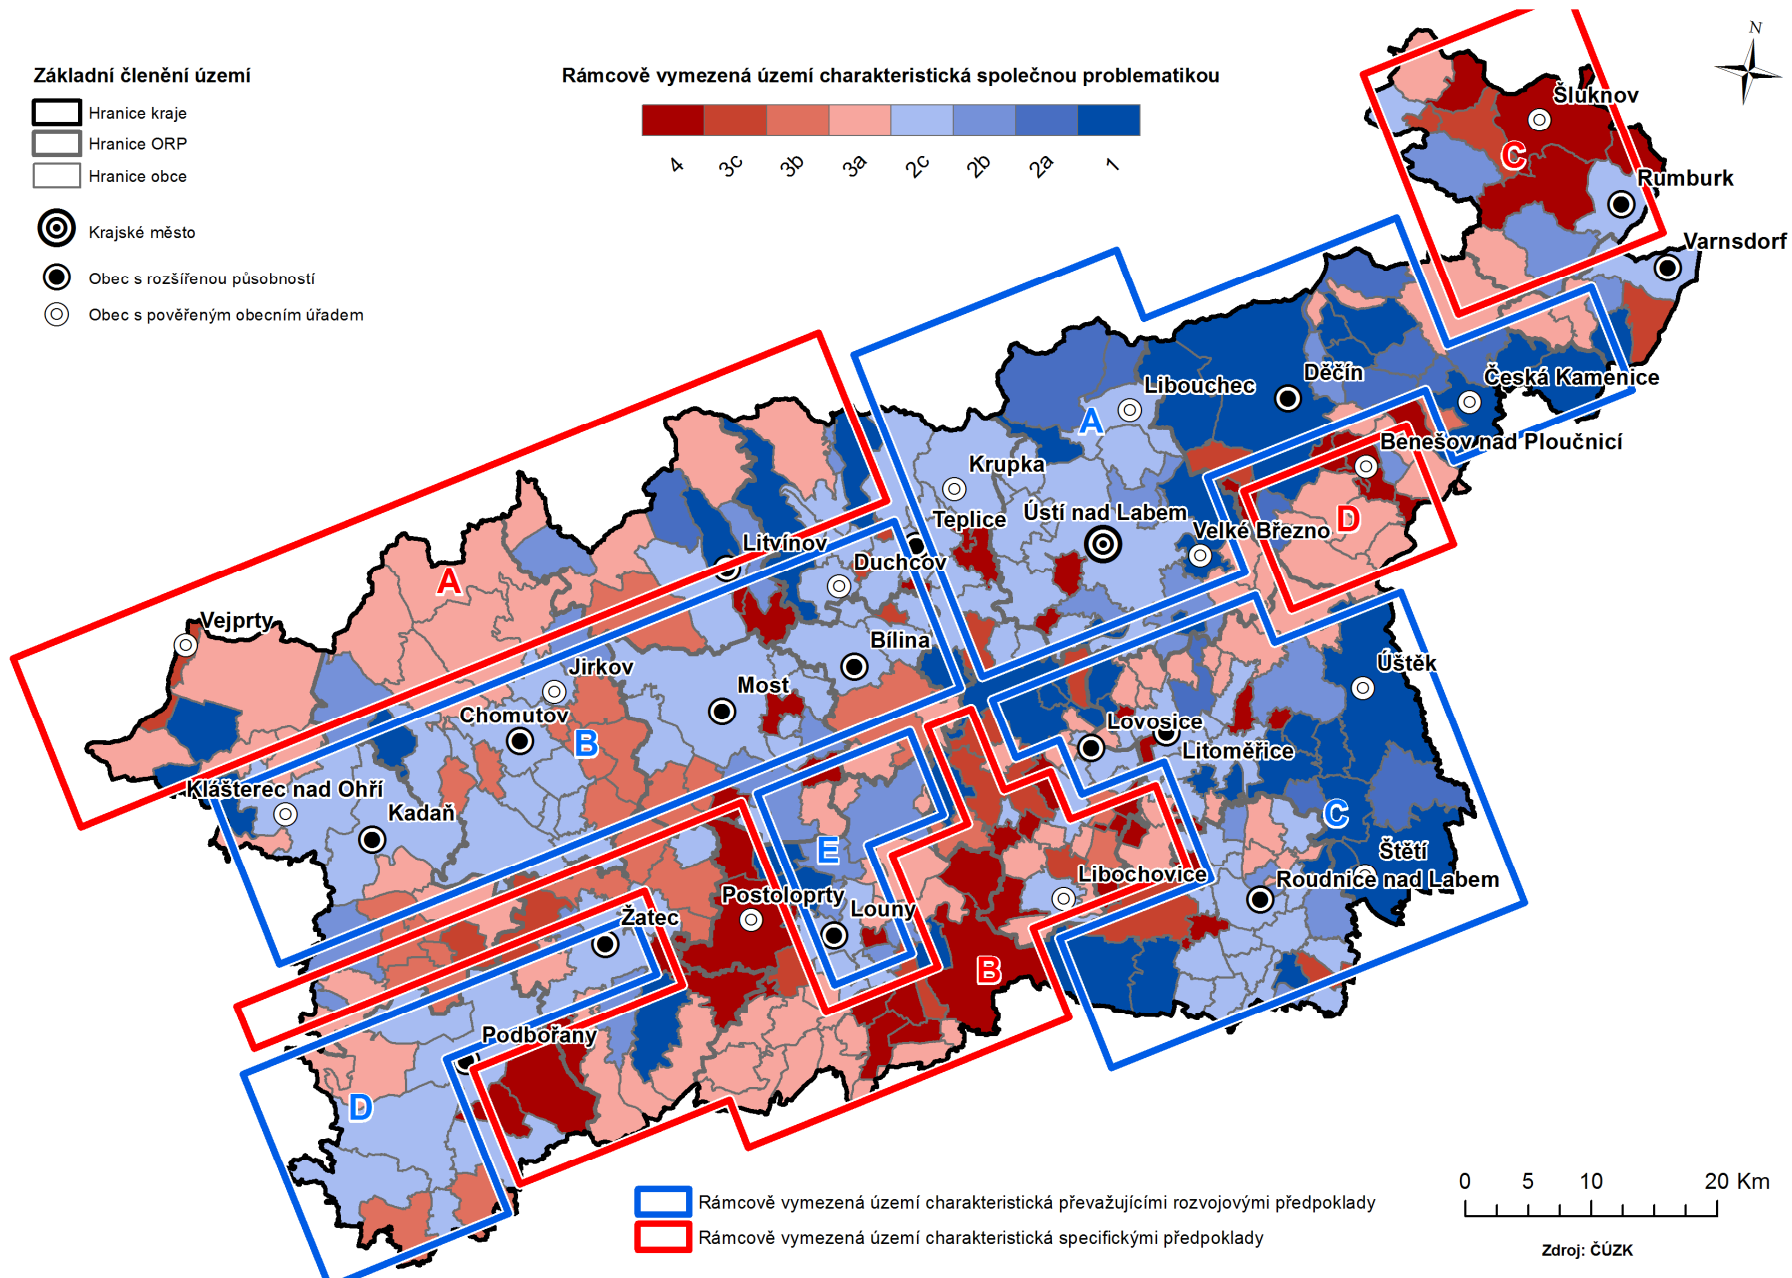 Základní členění území
Hranice kraje
Hranice ORP
Hranice obce
Krajské město
Obec s rozšířenou působností
Obec s pověřeným obecním úřadem
Rámcově vymezená území charakteristická společnou problematikou
4 3c 3b 3a 2c 2b 2a 1
N
Šluknov
C
Rumburk
Varnsdorf
Děčín
Libouchec
Česká Kamenice
A
Benešov nad Ploučnicí
Krupka
Teplice
Ústí nad Labem
D
Velké Březno
Litvínov
Duchcov
A
Vejprty
Bílina
Jirkov
Úštěk
Most
Chomutov
B
Lovosice
Litoměřice
Klášterec nad Ohří
Kadaň
C
E
Štětí
Libochovice
Roudnice nad Labem
Postoloprty
Louny
Žatec
B
Podbořany
D
0 5 10 20 Km
Rámcově vymezená území charakteristická převažujícími rozvojovými předpoklady
Rámcově vymezená území charakteristická specifickými předpoklady
Zdroj: ČÚZK